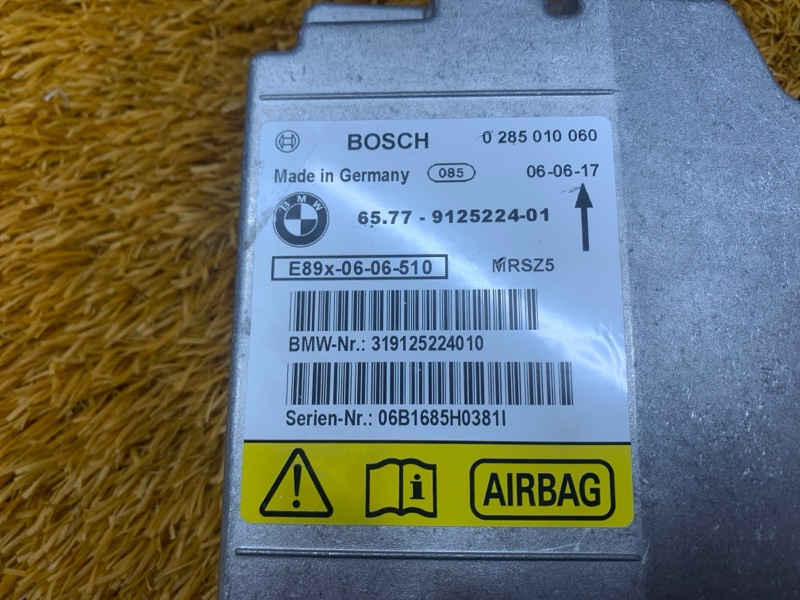 BOSCH 0 285 010 060
Made in Germany 085 06-06-17
BMW
65.77 - 9125224-01
E89x-06-06-510 MRSZ5
BMW-Nr.: 319125224010
Serien-Nr.: 06B1685H0381I
AIRBAG